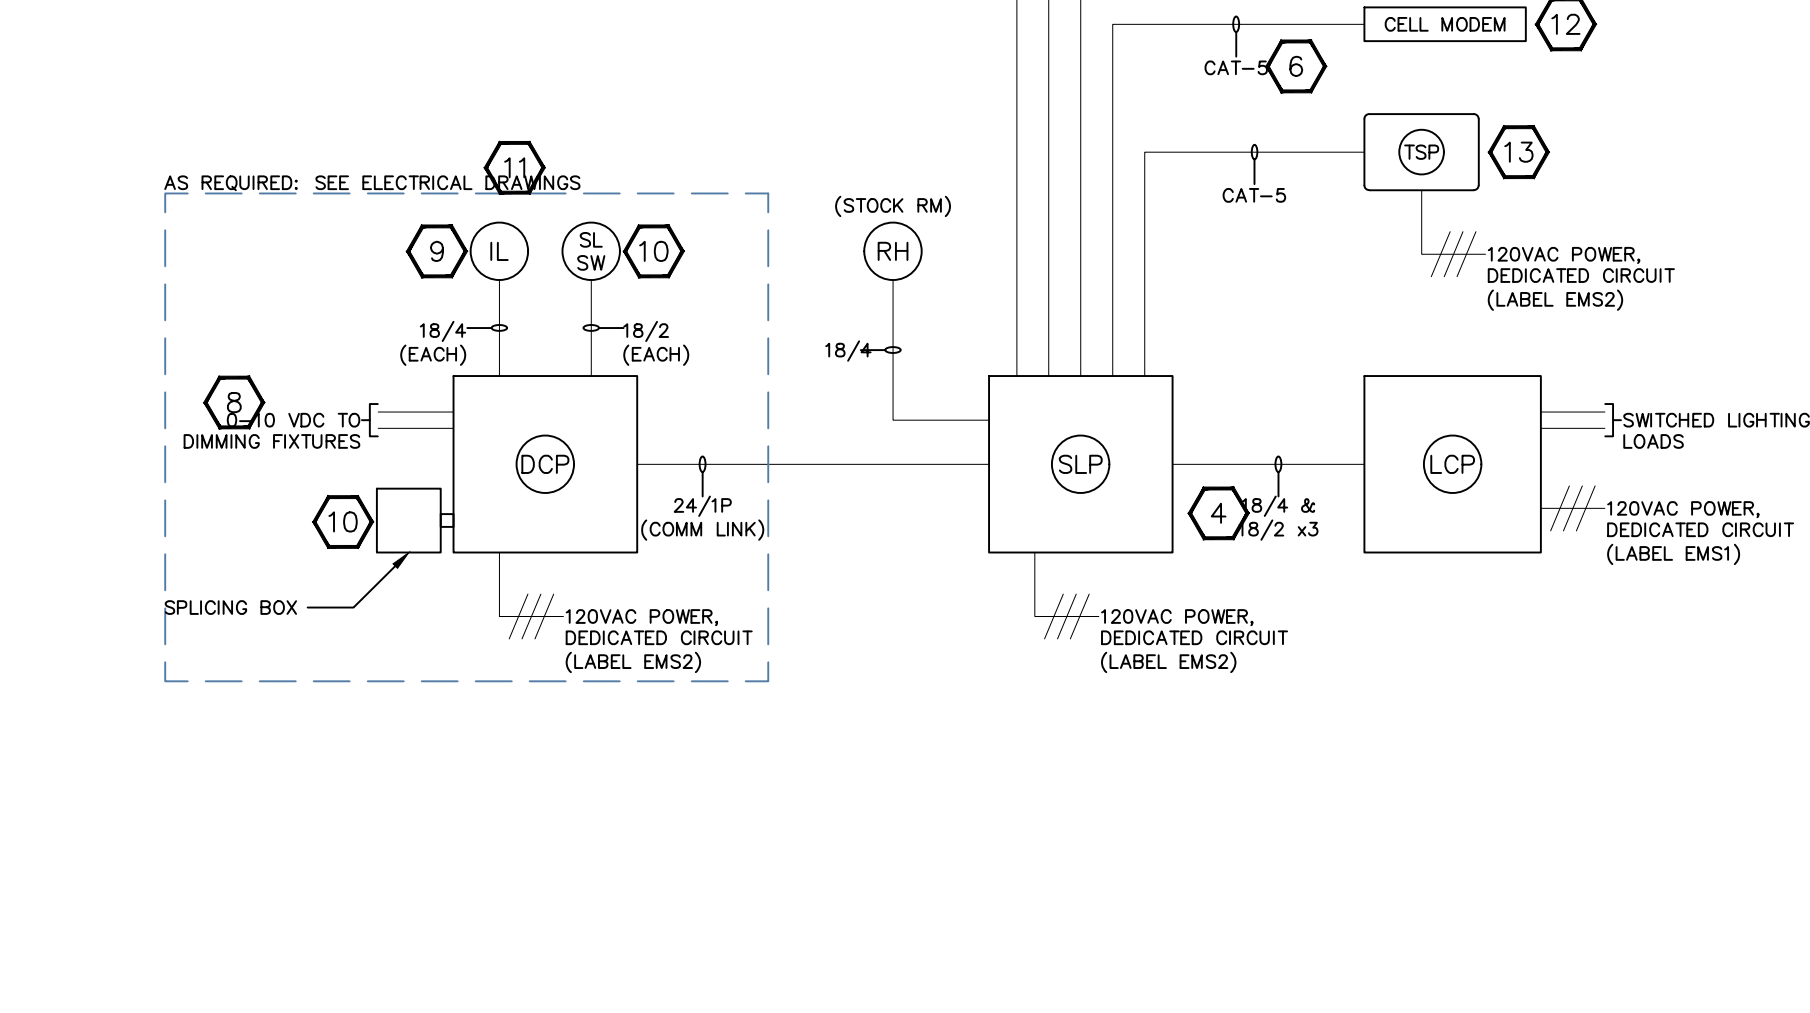 CELL MODEM
12
CAT-5
6
TSP
13
CAT-5
120VAC POWER,
DEDICATED CIRCUIT
(LABEL EMS2)
11
AS REQUIRED: SEE ELECTRICAL DRAWINGS
9
IL
SL
SW
10
18/4
(EACH)
18/2
(EACH)
8
0-10 VDC TO
DIMMING FIXTURES
DCP
10
SPLICING BOX
24/1P
(COMM LINK)
120VAC POWER,
DEDICATED CIRCUIT
(LABEL EMS2)
(STOCK RM)
RH
18/4
SLP
4
18/4 &
18/2 x3
120VAC POWER,
DEDICATED CIRCUIT
(LABEL EMS2)
LCP
SWITCHED LIGHTING
LOADS
120VAC POWER,
DEDICATED CIRCUIT
(LABEL EMS1)